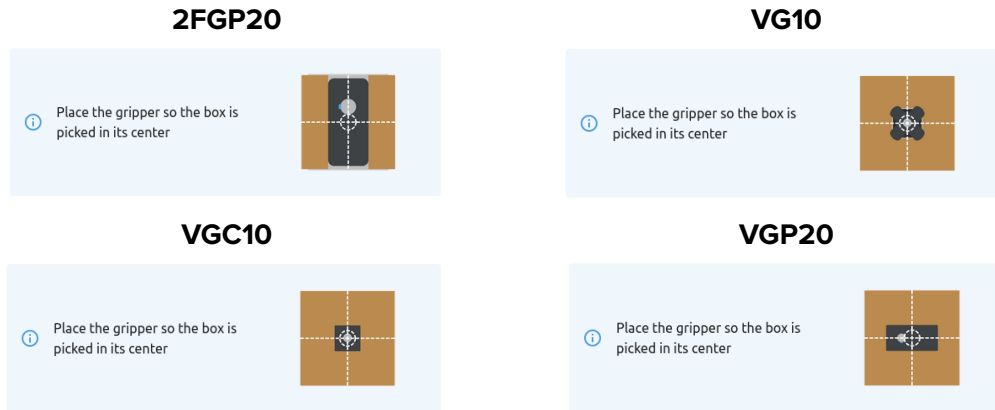 2FGP20
VG10
Place the gripper so the box is
picked in its center
Place the gripper so the box is
picked in its center
VGC10
VGP20
Place the gripper so the box is
picked in its center
Place the gripper so the box is
picked in its center